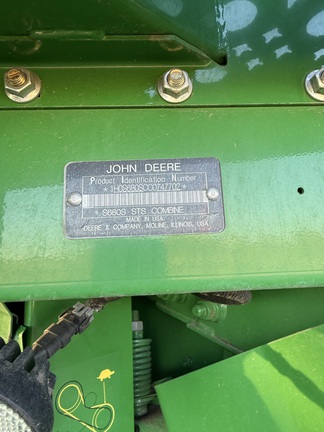 JOHN DEERE
Product Identification Number
*1H0S680SCC0747702*
* S680S STS COMBINE *
MADE IN USA
DEERE & COMPANY, MOLINE, ILLINOIS, USA